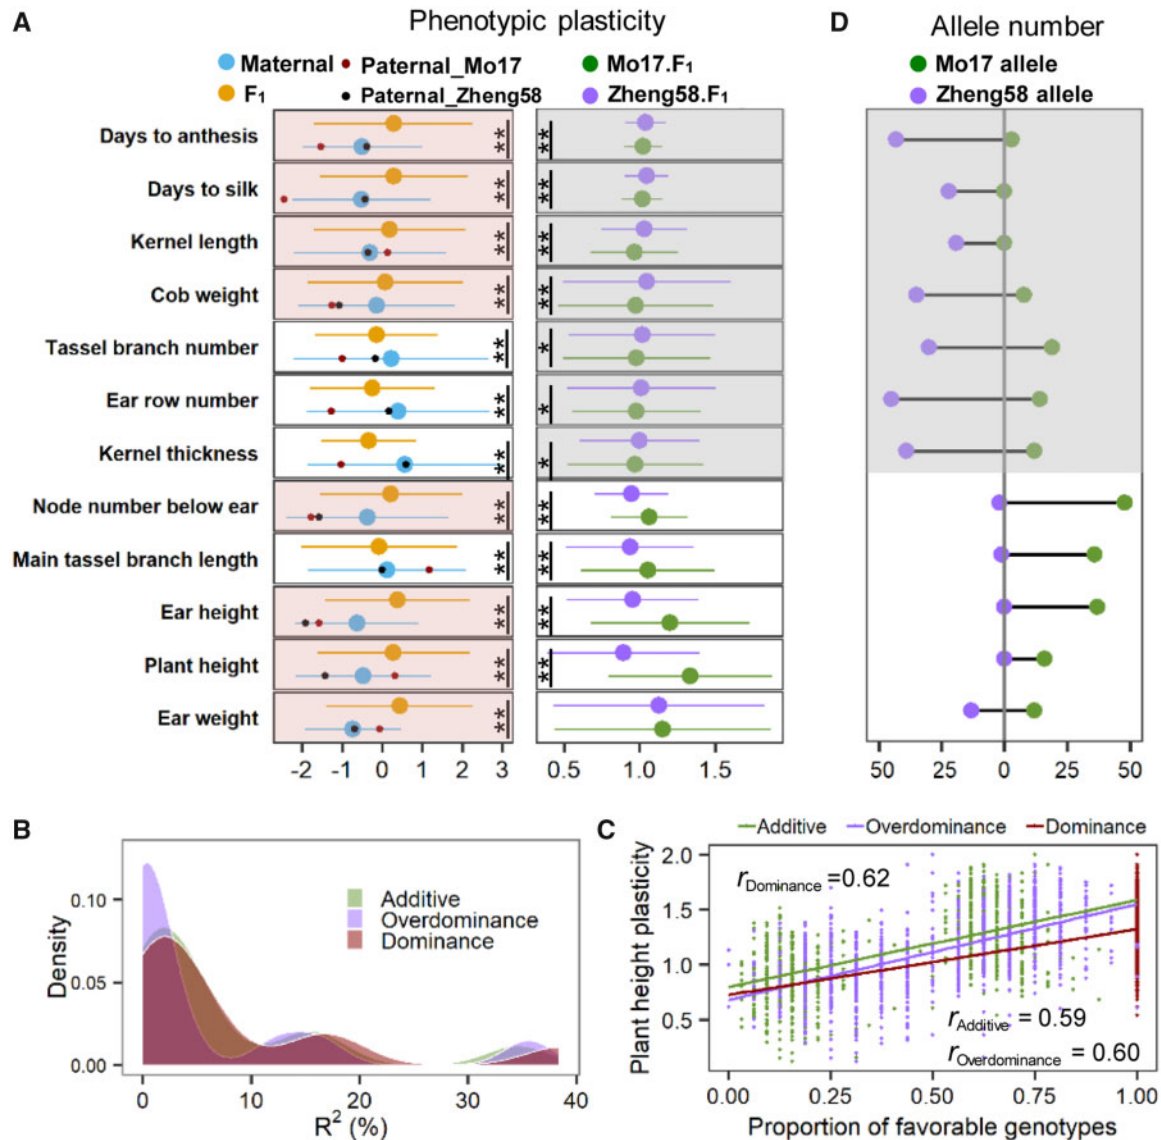 A
Phenotypic plasticity
Maternal Paternal_Mo17 Mo17.F1
F1 Paternal_Zheng58 Zheng58.F1
Days to anthesis ** **
Days to silk ** **
Kernel length ** **
Cob weight ** **
Tassel branch number ** *
Ear row number ** *
Kernel thickness ** *
Node number below ear ** **
Main tassel branch length ** **
Ear height ** **
Plant height ** **
Ear weight **
-2 -1 0 1 2 3
0.5 1.0 1.5
D
Allele number
Mo17 allele
Zheng58 allele
50 25 0 25 50
B
Density
0.10
0.05
0.00
Additive
Overdominance
Dominance
0 10 20 30 40
R2 (%)
C
Additive Overdominance Dominance
Plant height plasticity
2.0
1.5
1.0
0.5
rDominance =0.62
rAdditive = 0.59
rOverdominance = 0.60
0.00 0.25 0.50 0.75 1.00
Proportion of favorable genotypes